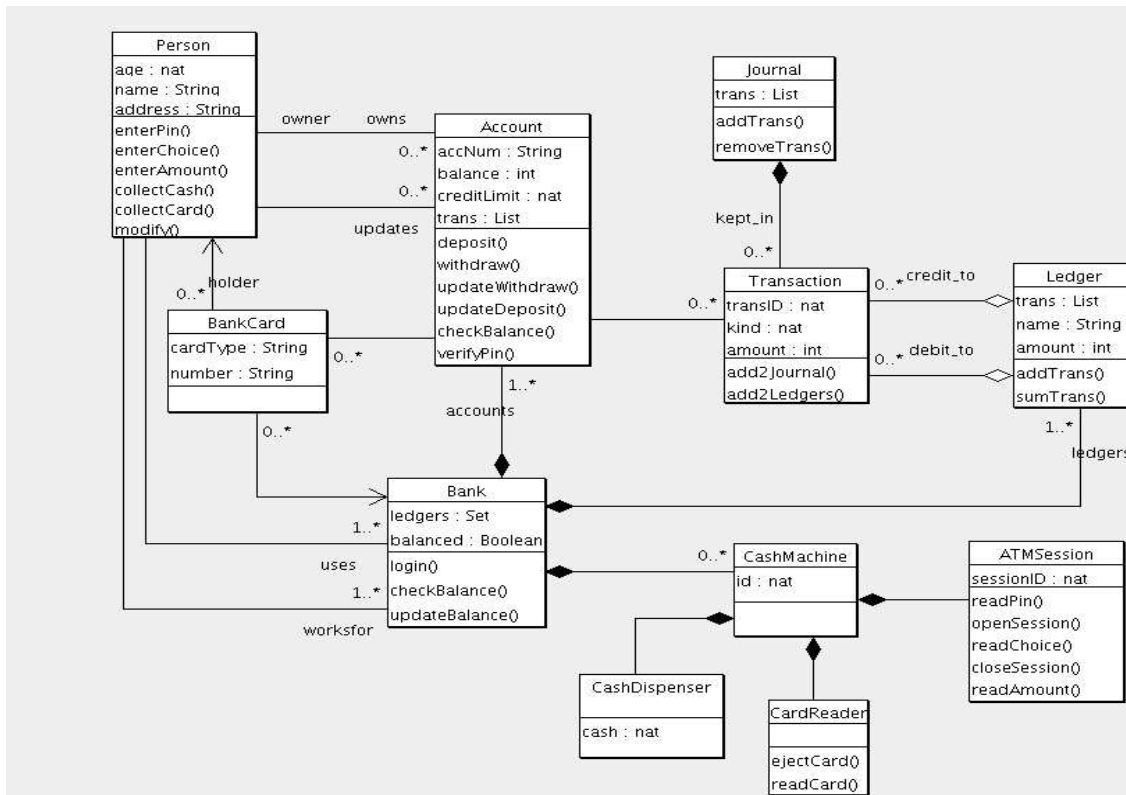 Person
age : nat
name : String
address : String
enterPin()
enterChoice()
enterAmount()
collectCash()
collectCard()
modify()
owner
owns
0..*
0..*
updates
Account
accNum : String
balance : int
creditLimit : nat
trans : List
deposit()
withdraw()
updateWithdraw()
updateDeposit()
checkBalance()
verifyPin()
Journal
trans : List
addTrans()
removeTrans()
kept_in
0..*
Transaction
transID : nat
kind : nat
amount : int
add2Journal()
add2Ledgers()
0..*
0..*
credit_to
0..*
debit_to
Ledger
trans : List
name : String
amount : int
addTrans()
sumTrans()
1..*
ledgers
holder
0..*
BankCard
cardType : String
number : String
0..*
0..*
1..*
accounts
Bank
ledgers : Set
balanced : Boolean
login()
checkBalance()
updateBalance()
1..*
uses
1..*
worksfor
0..*
CashMachine
id : nat
ATMSession
sessionID : nat
readPin()
openSession()
readChoice()
closeSession()
readAmount()
CashDispenser
cash : nat
CardReader
ejectCard()
readCard()